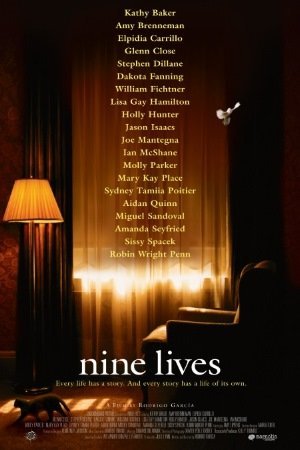 Kathy Baker
Amy Brenneman
Elpidia Carrillo
Glenn Close
Stephen Dillane
Dakota Fanning
William Fichtner
Lisa Gay Hamilton
Holly Hunter
Jason Isaacs
Joe Mantegna
Ian McShane
Molly Parker
Mary Kay Place
Sydney Tamiia Poitier
Aidan Quinn
Miguel Sandoval
Amanda Seyfried
Sissy Spacek
Robin Wright Penn
nine lives
Every life has a story. And every story has a life of its own.
A Film by Rodrigo García